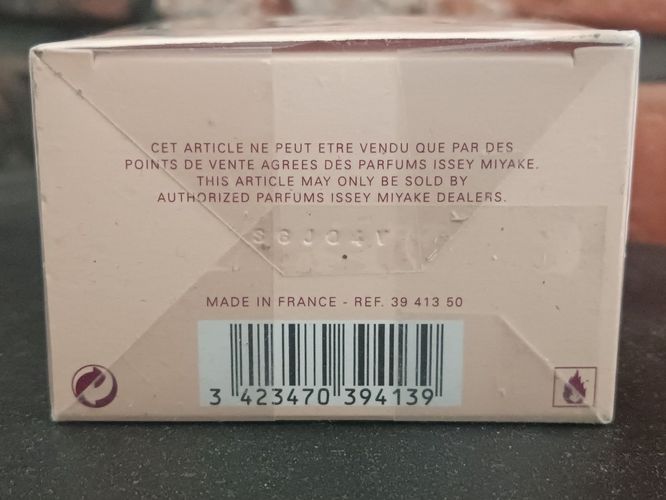 CET ARTICLE NE PEUT ETRE VENDU QUE PAR DES
POINTS DE VENTE AGREES DES PARFUMS ISSEY MIYAKE.
THIS ARTICLE MAY ONLY BE SOLD BY
AUTHORIZED PARFUMS ISSEY MIYAKE DEALERS.
MADE IN FRANCE - REF. 39 413 50
3 423470 394139